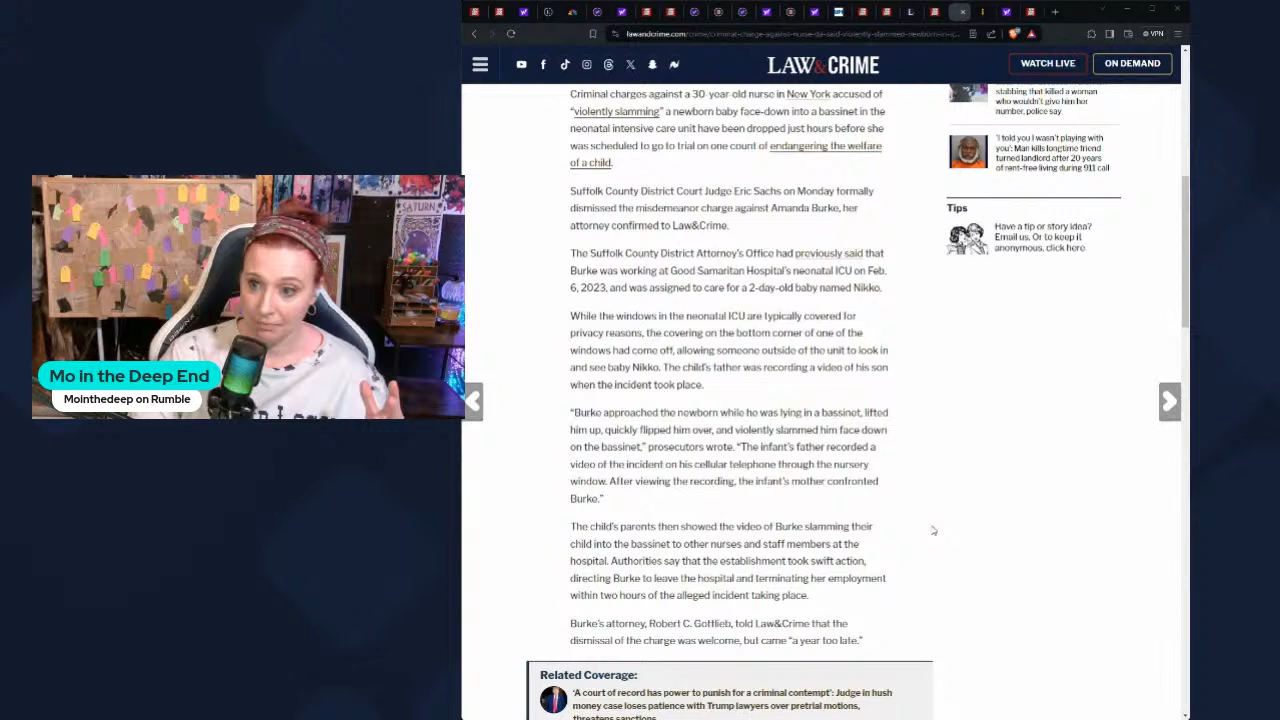 lawandcrime.com/crime/criminal-charge-against-nurse-da-said-violently-slammed-newborn-in-
VPN
LAW&CRIME
WATCH LIVE
ON DEMAND
Criminal charges against a 30-year-old nurse in New York accused of
“violently slamming” a newborn baby face-down into a bassinet in the
neonatal intensive care unit have been dropped just hours before she
was scheduled to go to trial on one count of endangering the welfare
of a child.
Suffolk County District Court Judge Eric Sachs on Monday formally
dismissed the misdemeanor charge against Amanda Burke, her
attorney confirmed to Law&Crime.
The Suffolk County District Attorney’s Office had previously said that
Burke was working at Good Samaritan Hospital’s neonatal ICU on Feb.
6, 2023, and was assigned to care for a 2-day-old baby named Nikko.
While the windows in the neonatal ICU are typically covered for
privacy reasons, the covering on the bottom corner of one of the
windows had come off, allowing someone outside of the unit to look in
and see baby Nikko. The child’s father was recording a video of his son
when the incident took place.
“Burke approached the newborn while he was lying in a bassinet, lifted
him up, quickly flipped him over, and violently slammed him face down
on the bassinet,” prosecutors wrote. “The infant’s father recorded a
video of the incident on his cellular telephone through the nursery
window. After viewing the recording, the infant’s mother confronted
Burke.”
The child’s parents then showed the video of Burke slamming their
child into the bassinet to other nurses and staff members at the
hospital. Authorities say that the establishment took swift action,
directing Burke to leave the hospital and terminating her employment
within two hours of the alleged incident taking place.
Burke’s attorney, Robert C. Gottlieb, told Law&Crime that the
dismissal of the charge was welcome, but came “a year too late.”
Related Coverage:
‘A court of record has power to punish for a criminal contempt’: Judge in hush
money case loses patience with Trump lawyers over pretrial motions,
threatens sanctions
stabbing that killed a woman
who wouldn’t give him her
number, police say
‘I told you I wasn’t playing with
you’: Man kills longtime friend
turned landlord after 20 years
of rent-free living during 911 call
Tips
Have a tip or story idea?
Email us. Or to keep it
anonymous, click here
SATURN
Mo in the Deep End
Mointhedeep on Rumble